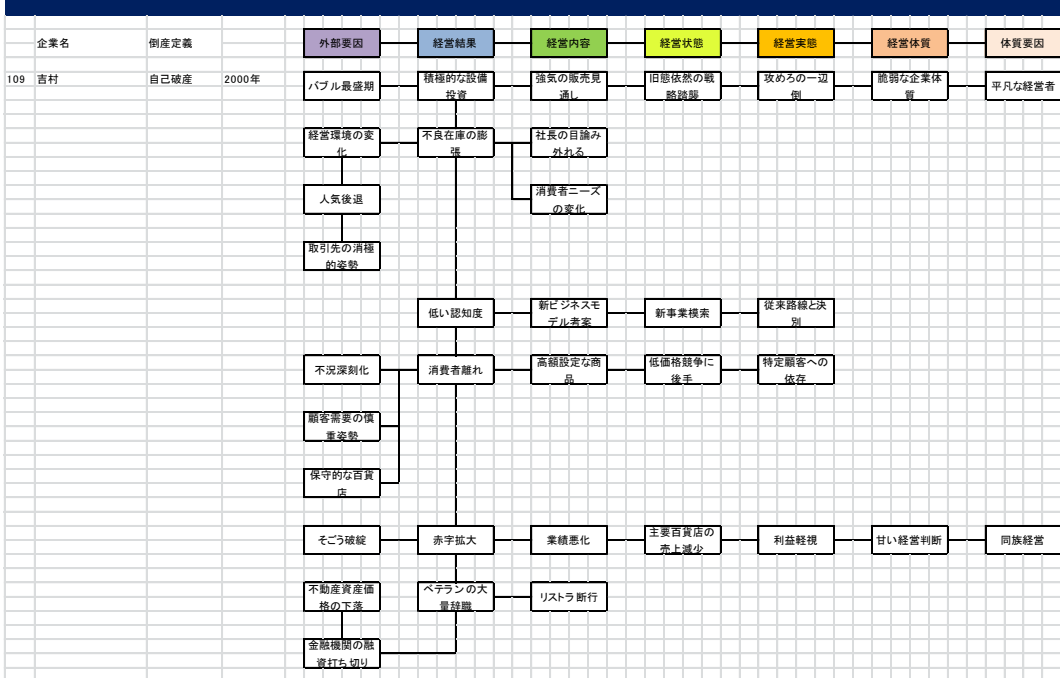 企業名 倒産定義 外部要因 経営結果 経営内容 経営状態 経営実態 経営体質 体質要因
109 吉村 自己破産 2000年
バブル最盛期
積極的な設備
投資
強気の販売見
通し
旧態依然の戦
略踏襲
攻めろの一辺
倒
脆弱な企業体
質
平凡な経営者
経営環境の変
化
不良在庫の膨
張
社長の目論み
外れる
人気後退
消費者ニーズ
の変化
取引先の消極
的姿勢
低い認知度
新ビジネスモ
デル考案
新事業模索
従来路線と決
別
不況深刻化
消費者離れ
高額設定な商
品
低価格競争に
後手
特定顧客への
依存
顧客需要の慎
重姿勢
保守的な百貨
店
そごう破綻
赤字拡大
業績悪化
主要百貨店の
売上減少
利益軽視
甘い経営判断
同族経営
不動産資産価
格の下落
ベテランの大
量辞職
リストラ断行
金融機関の融
資打ち切り